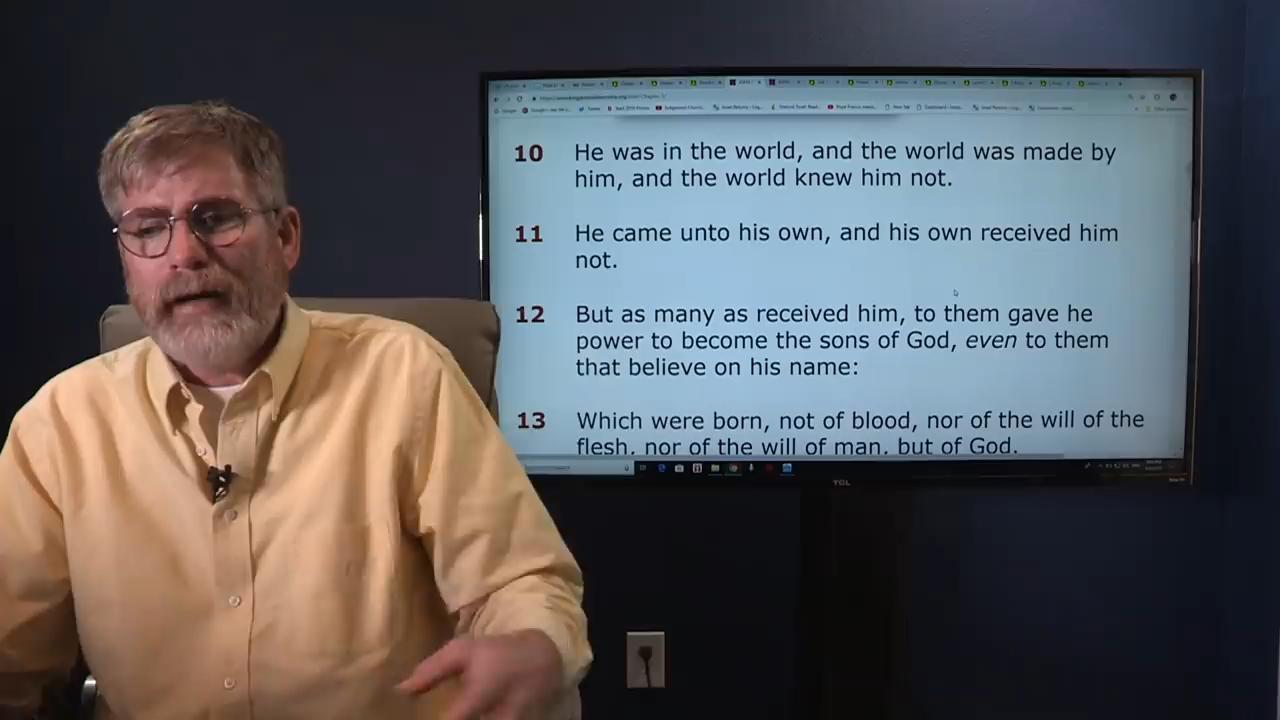 10 He was in the world, and the world was made by
him, and the world knew him not.
11 He came unto his own, and his own received him
not.
12 But as many as received him, to them gave he
power to become the sons of God, even to them
that believe on his name:
13 Which were born, not of blood, nor of the will of the
flesh, nor of the will of man, but of God.
TCL